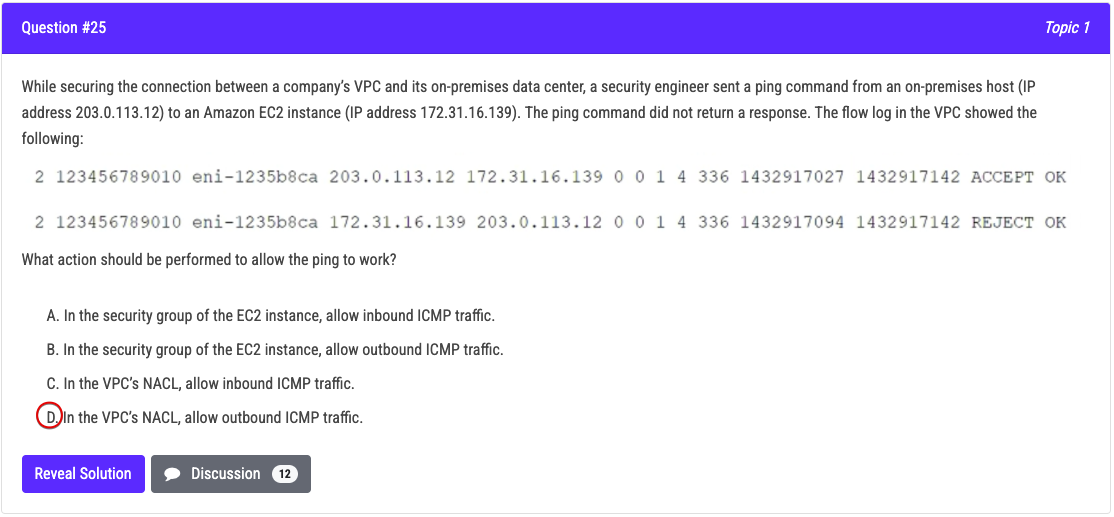 Question #25
Topic 1
While securing the connection between a company's VPC and its on-premises data center, a security engineer sent a ping command from an on-premises host (IP
address 203.0.113.12) to an Amazon EC2 instance (IP address 172.31.16.139). The ping command did not return a response. The flow log in the VPC showed the
following:
2 123456789010 eni-1235b8ca 203.0.113.12 172.31.16.139 0 0 1 4 336 1432917027 1432917142 ACCEPT OK
2 123456789010 eni-1235b8ca 172.31.16.139 203.0.113.12 0 0 1 4 336 1432917094 1432917142 REJECT OK
What action should be performed to allow the ping to work?
A. In the security group of the EC2 instance, allow inbound ICMP traffic.
B. In the security group of the EC2 instance, allow outbound ICMP traffic.
C. In the VPC's NACL, allow inbound ICMP traffic.
D. In the VPC's NACL, allow outbound ICMP traffic.
Reveal Solution
Discussion 12